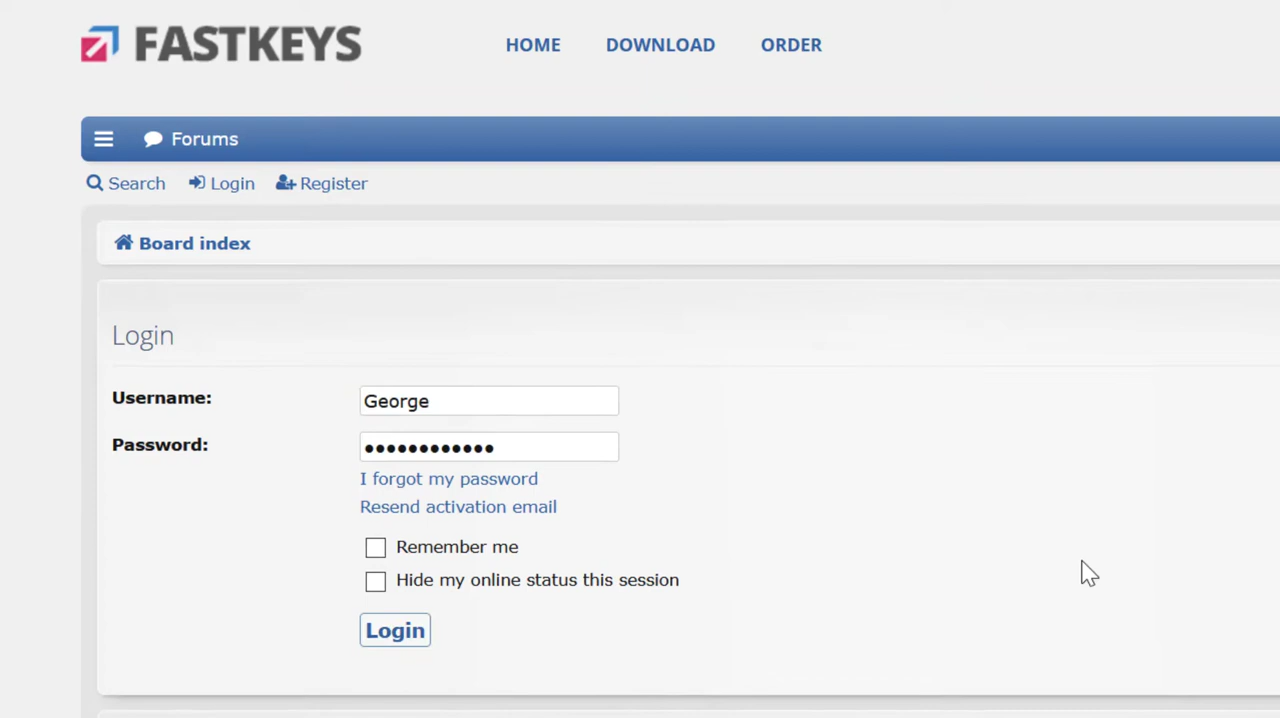 FASTKEYS
HOME DOWNLOAD ORDER
Forums
Search Login Register
Board index
Login
Username: George
Password: ••••••••••••
I forgot my password
Resend activation email
Remember me
Hide my online status this session
Login